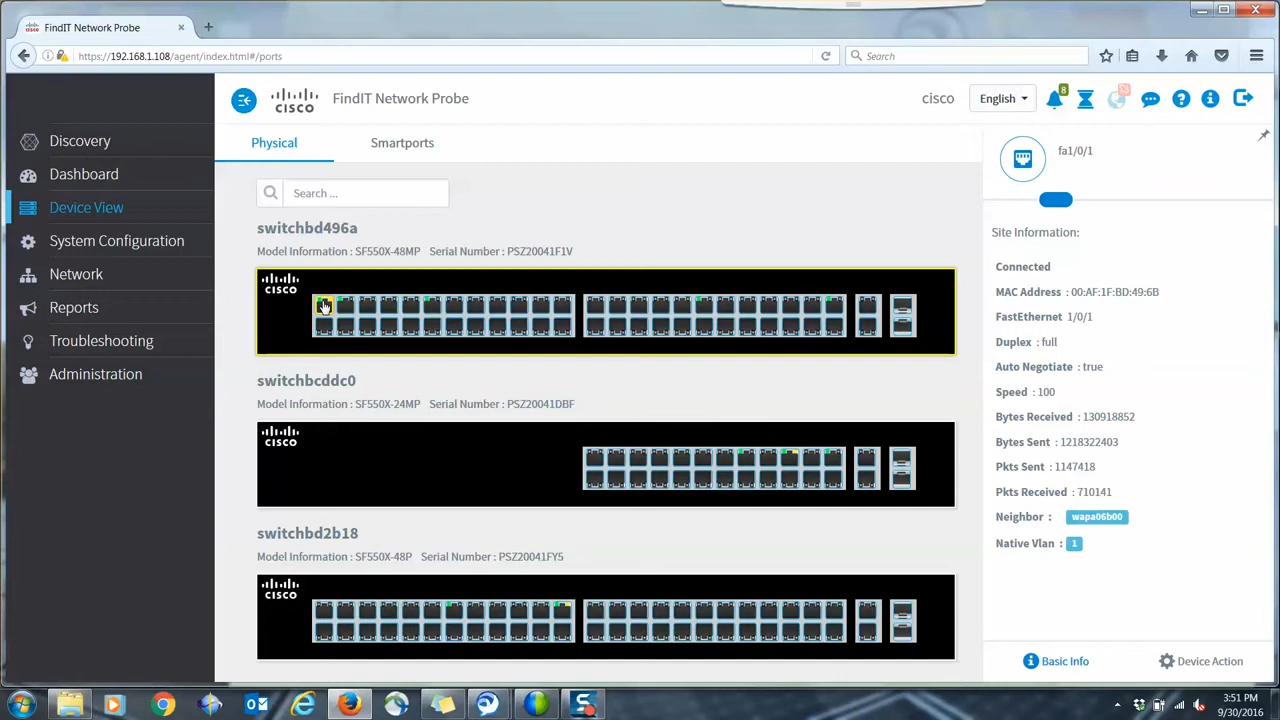 FindIT Network Probe
https://192.168.1.108/agent/index.html#/ports
Search
CISCO
FindIT Network Probe
cisco
English
8
Discovery
Dashboard
Device View
System Configuration
Network
Reports
Troubleshooting
Administration
Physical
Smartports
Search ...
switchbd496a
Model Information : SF550X-48MP Serial Number : PSZ20041F1V
CISCO
switchbcddc0
Model Information : SF550X-24MP Serial Number : PSZ20041DBF
CISCO
switchbd2b18
Model Information : SF550X-48P Serial Number : PSZ20041FY5
CISCO
fa1/0/1
Site Information:
Connected
MAC Address : 00:AF:1F:BD:49:6B
FastEthernet 1/0/1
Duplex : full
Auto Negotiate : true
Speed : 100
Bytes Received : 130918852
Bytes Sent : 1218322403
Pkts Sent : 1147418
Pkts Received : 710141
Neighbor : wapa06b00
Native Vlan : 1
Basic Info
Device Action
3:51 PM
9/30/2016